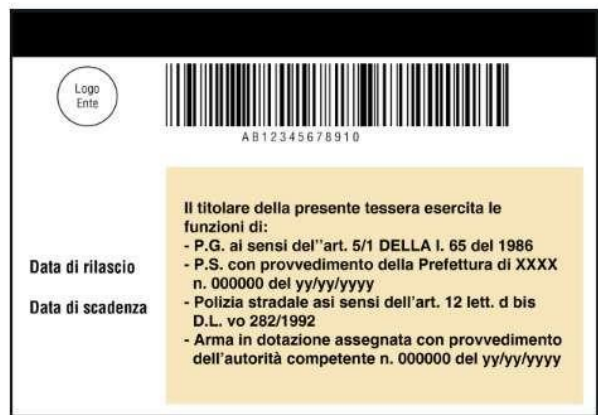 Logo
Ente
AB12345678910
Il titolare della presente tessera esercita le
funzioni di:
- P.G. ai sensi del''art. 5/1 DELLA l. 65 del 1986
- P.S. con provvedimento della Prefettura di XXXX
n. 000000 del yy/yy/yyyy
- Polizia stradale asi sensi dell'art. 12 lett. d bis
D.L. vo 282/1992
- Arma in dotazione assegnata con provvedimento
dell'autorità competente n. 000000 del yy/yy/yyyy
Data di rilascio
Data di scadenza